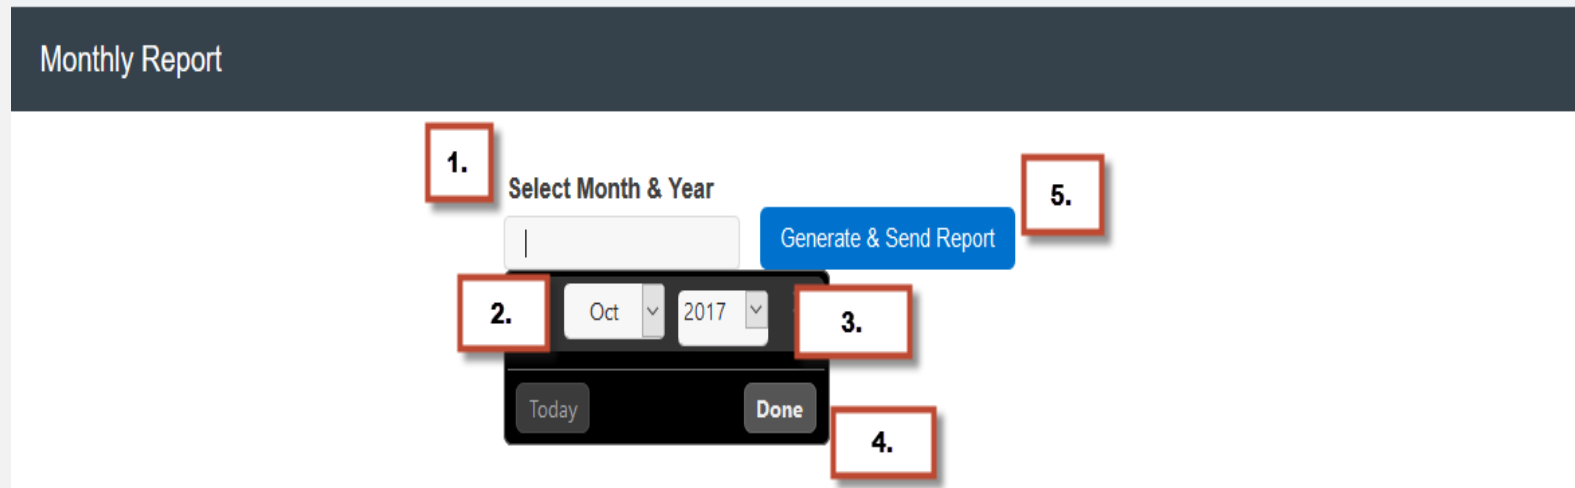 Monthly Report
1.
Select Month & Year
5.
Generate & Send Report
2.
Oct
2017
3.
Today
Done
4.